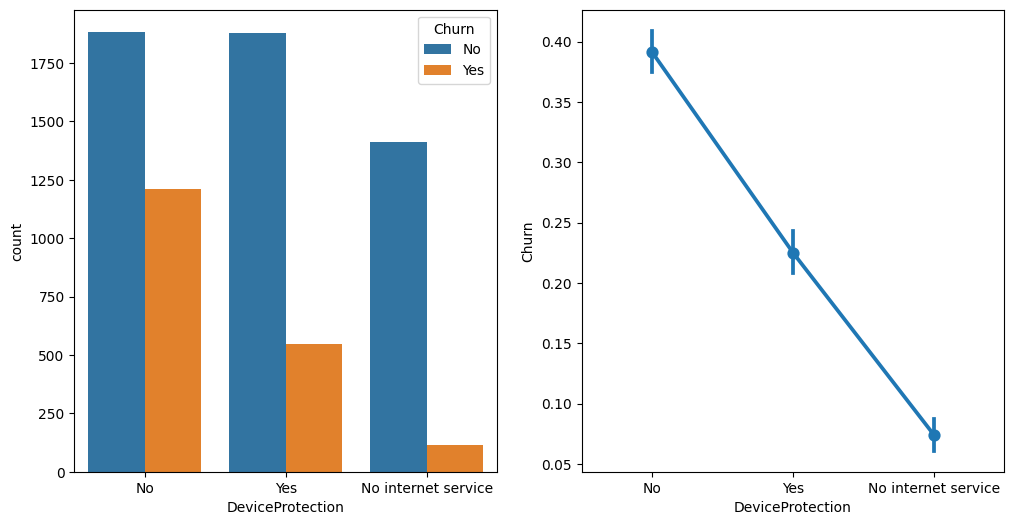 Churn
No
Yes
1750
1500
1250
1000
750
500
250
0
count
No Yes No internet service
DeviceProtection
0.40
0.35
0.30
0.25
0.20
0.15
0.10
0.05
Churn
No Yes No internet service
DeviceProtection